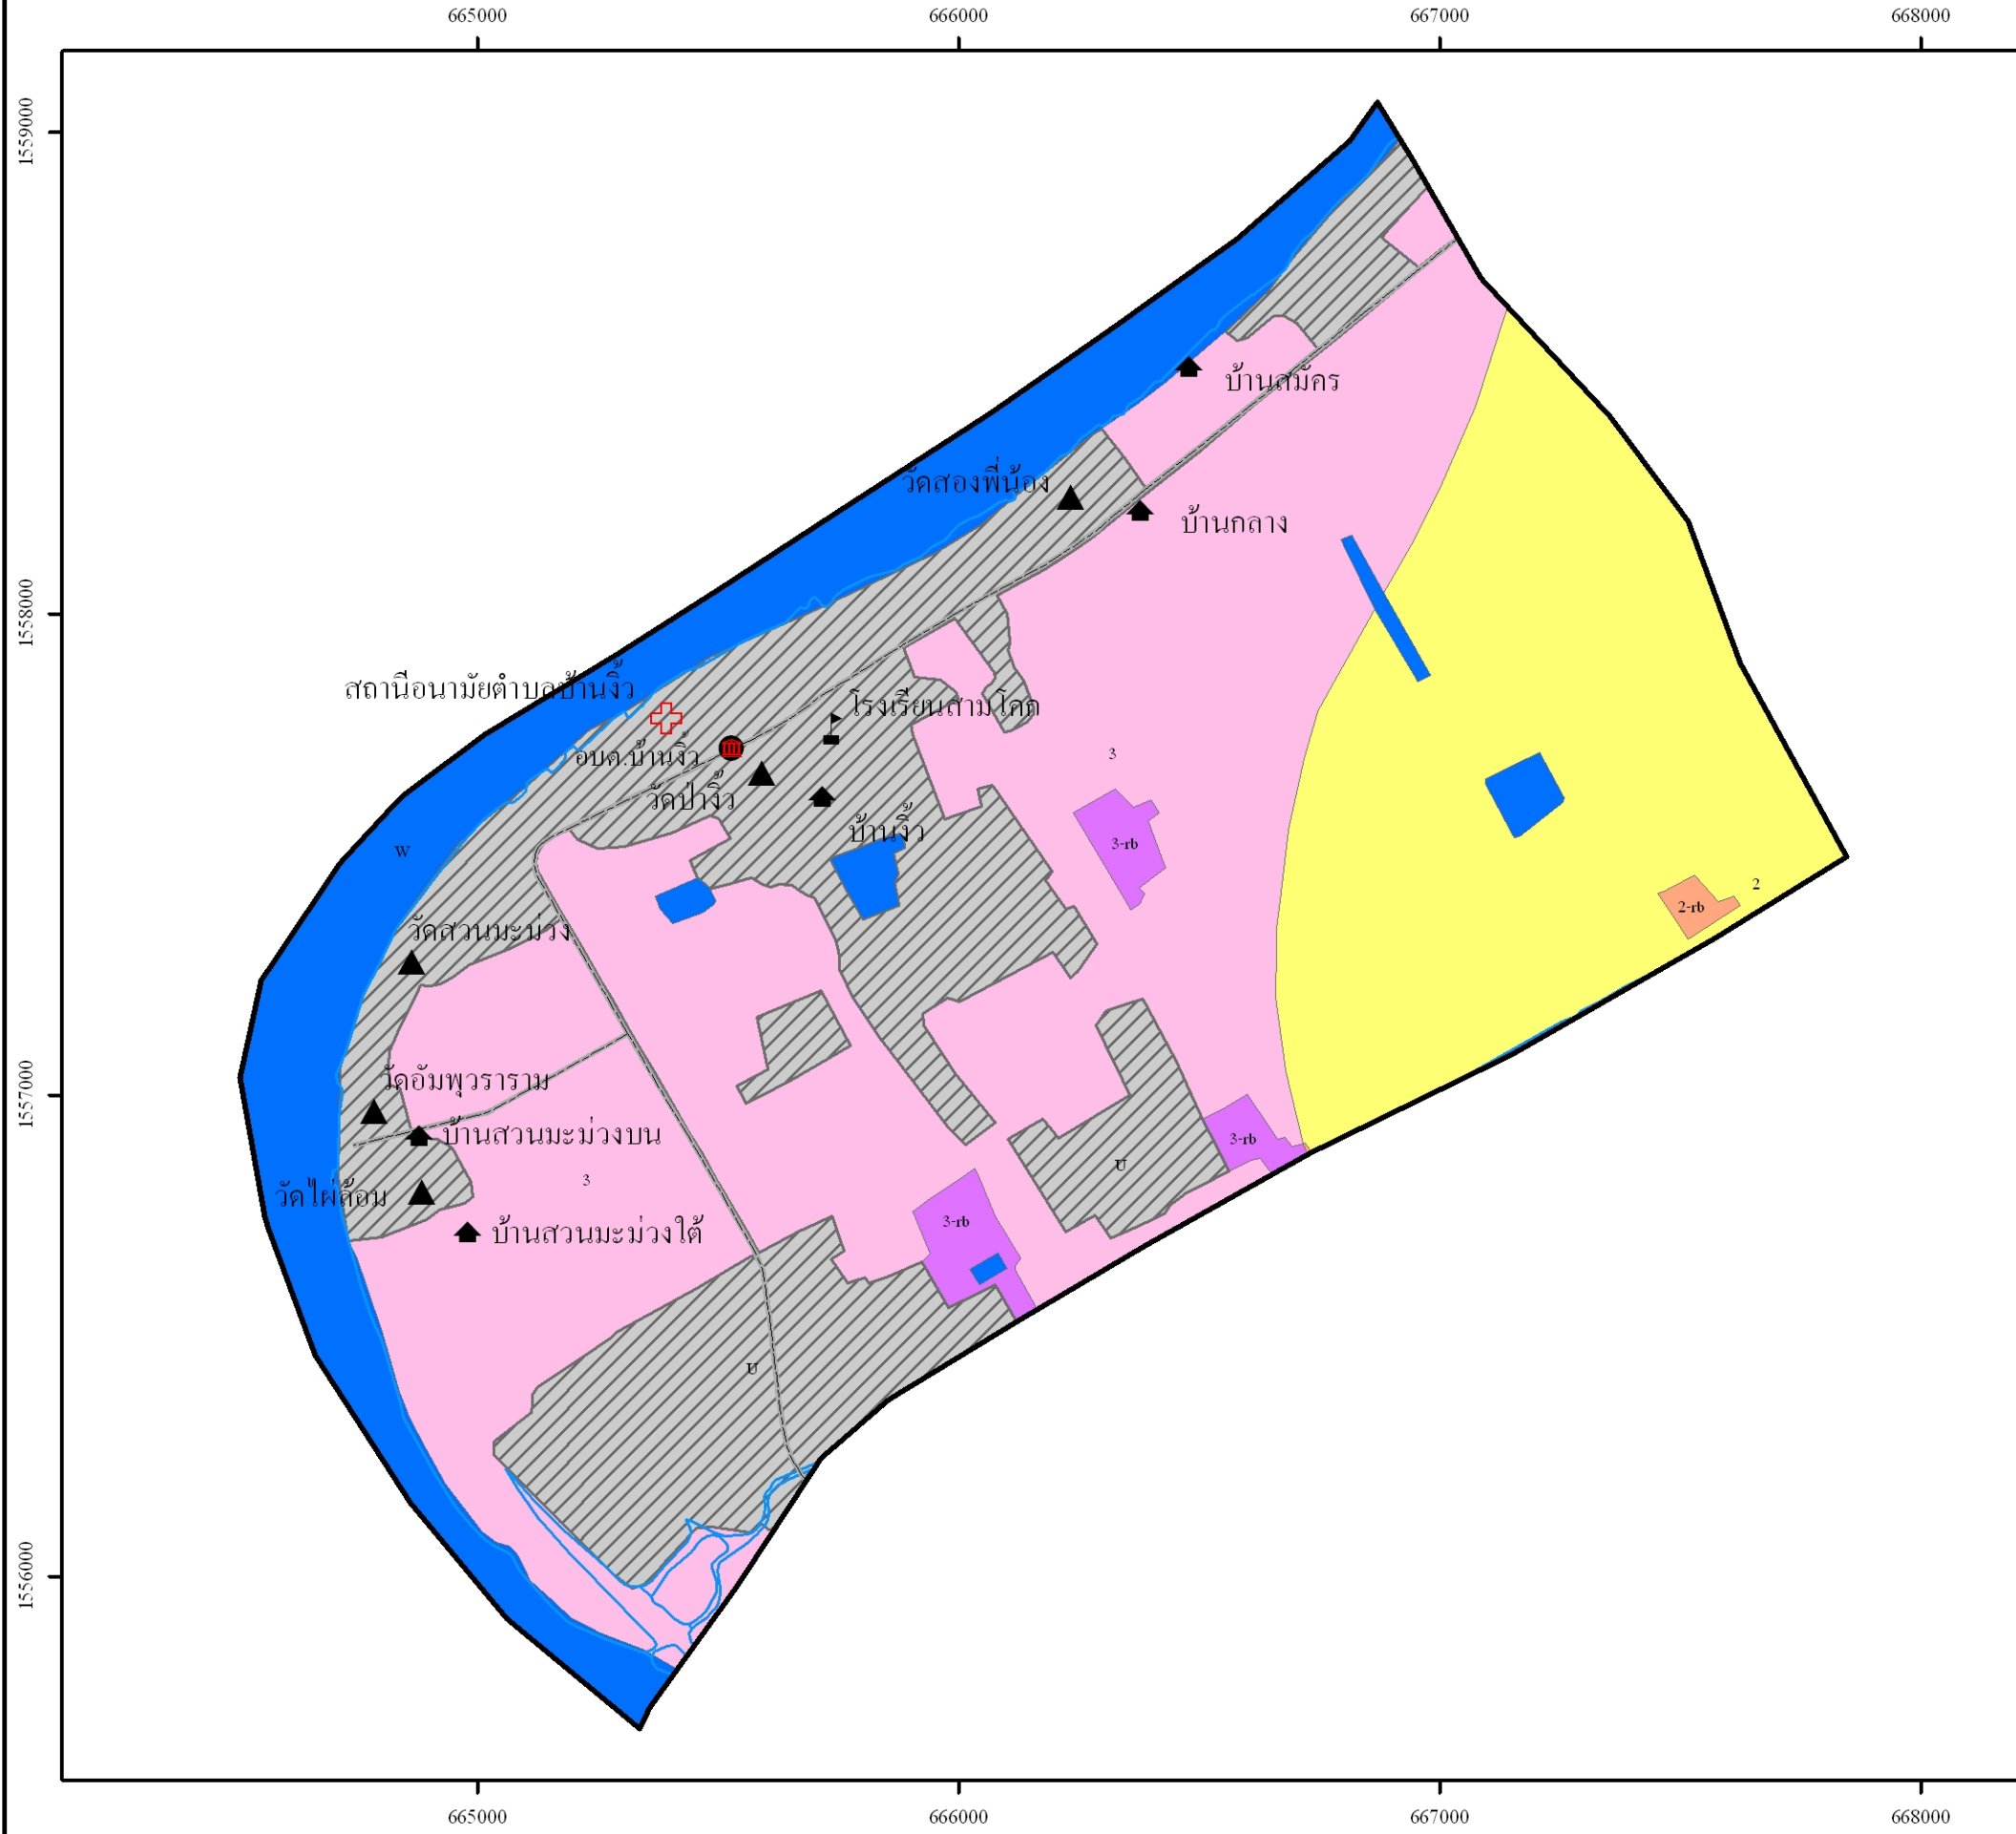 665000 666000 667000 668000
1559000
บ้านสมัคร
วัดสองพี่น้อง
บ้านกลาง
1558000
สถานีอนามัยตำบลบ้านงิ้ว
โรงเรียนสามโคก
อบต.บ้านงิ้ว
3
วัดป่างิ้ว
บ้านงิ้ว
3-rb
W
2
2-rb
วัดสวนมะม่วง
1557000
วัดอัมพุวราราม
บ้านสวนมะม่วงบน
3-rb
U
3
วัดไผ่ล้อม
3-rb
บ้านสวนมะม่วงใต้
U
1556000
665000 666000 667000 668000